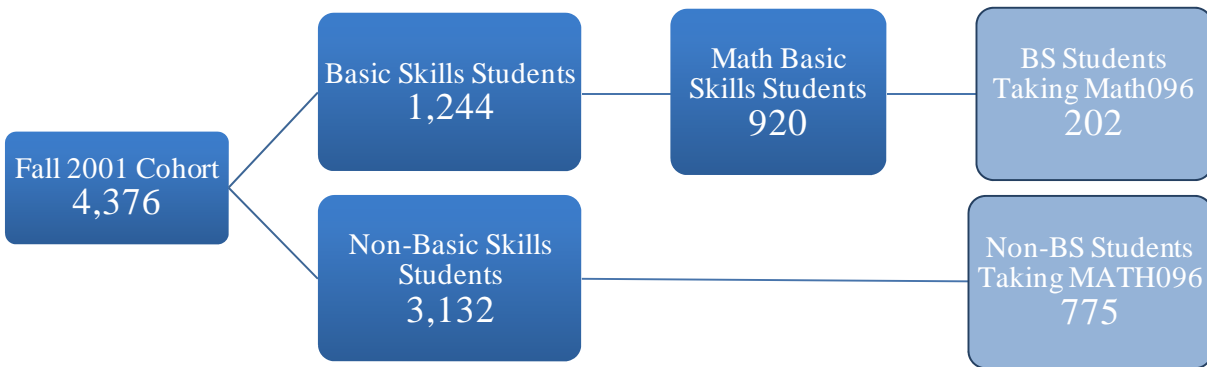 Fall 2001 Cohort
4,376
Basic Skills Students
1,244
Math Basic
Skills Students
920
BS Students
Taking Math096
202
Non-Basic Skills
Students
3,132
Non-BS Students
Taking MATH096
775